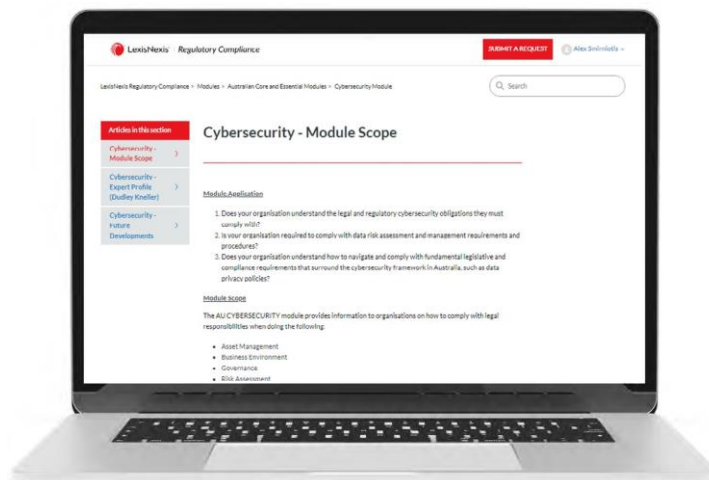 LexisNexis® Regulatory Compliance
SUBMIT A REQUEST
Alex Smirniotis
LexisNexis Regulatory Compliance > Modules > Australian Core and Essential Modules > Cybersecurity Module
Search
Articles in this section
Cybersecurity -
Module Scope
Cybersecurity -
Expert Profile
(Dudley Kneller)
Cybersecurity -
Future
Developments
Cybersecurity - Module Scope
Module Application
1. Does your organisation understand the legal and regulatory cybersecurity obligations they must
comply with?
2. Is your organisation required to comply with data risk assessment and management requirements and
procedures?
3. Does your organisation understand how to navigate and comply with fundamental legislative and
compliance requirements that surround the cybersecurity framework in Australia, such as data
privacy policies?
Module Scope
The AU CYBERSECURITY module provides information to organisations on how to comply with legal
responsibilities when doing the following:
• Asset Management
• Business Environment
• Governance
• Risk Assessment